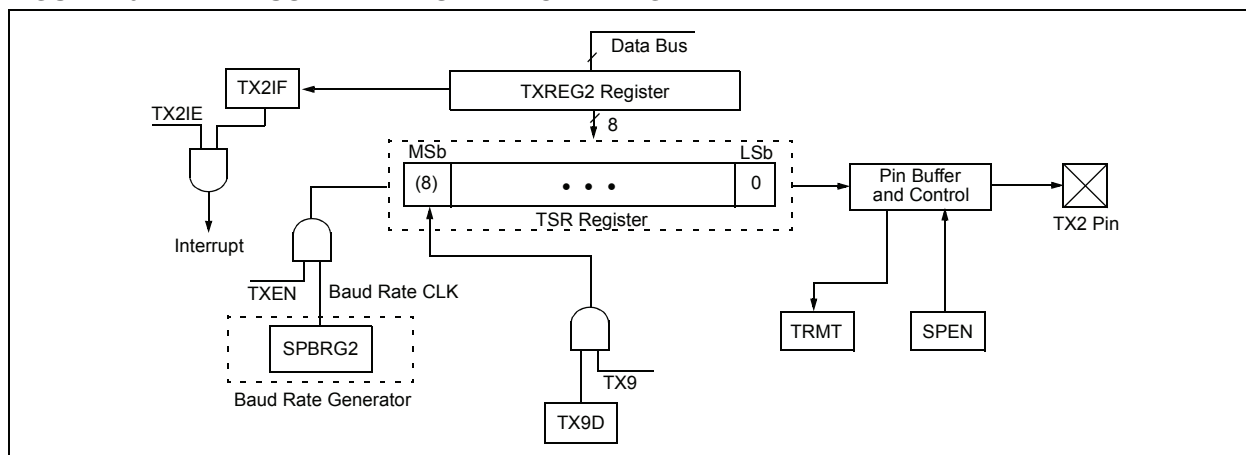 Data Bus
TX2IF
TXREG2 Register
TX2IE
8
MSb
LSb
(8)
• • •
0
Pin Buffer
and Control
TSR Register
TX2 Pin
Interrupt
TXEN
Baud Rate CLK
TRMT
SPEN
SPBRG2
TX9
Baud Rate Generator
TX9D